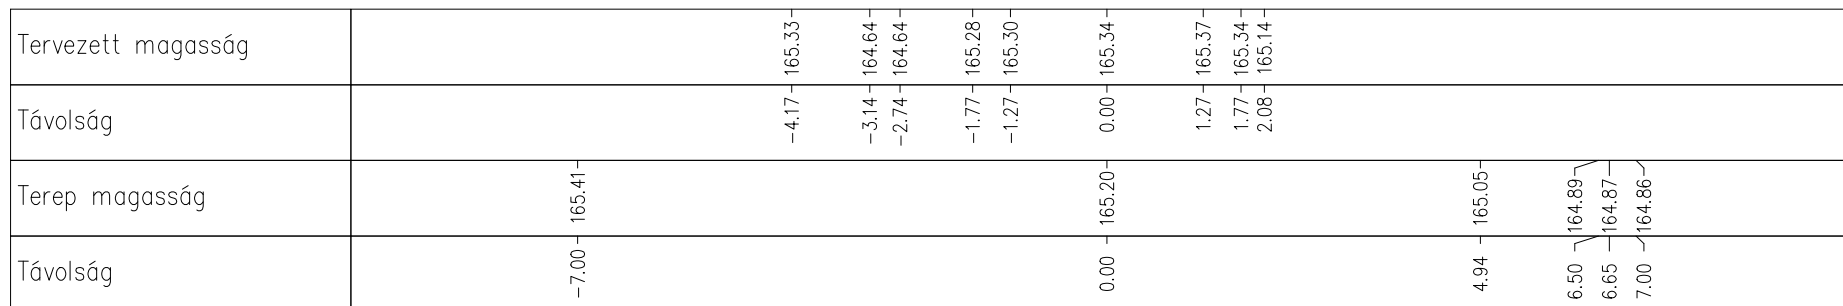 Tervezett magasság 165.33 164.64 164.64 165.28 165.30 165.34 165.37 165.34 165.14
Távolság -4.17 -3.14 -2.74 -1.77 -1.27 0.00 1.27 1.77 2.08
Terep magasság 165.41 165.20 165.05 164.89 164.87 164.86
Távolság -7.00 0.00 4.94 6.50 6.65 7.00